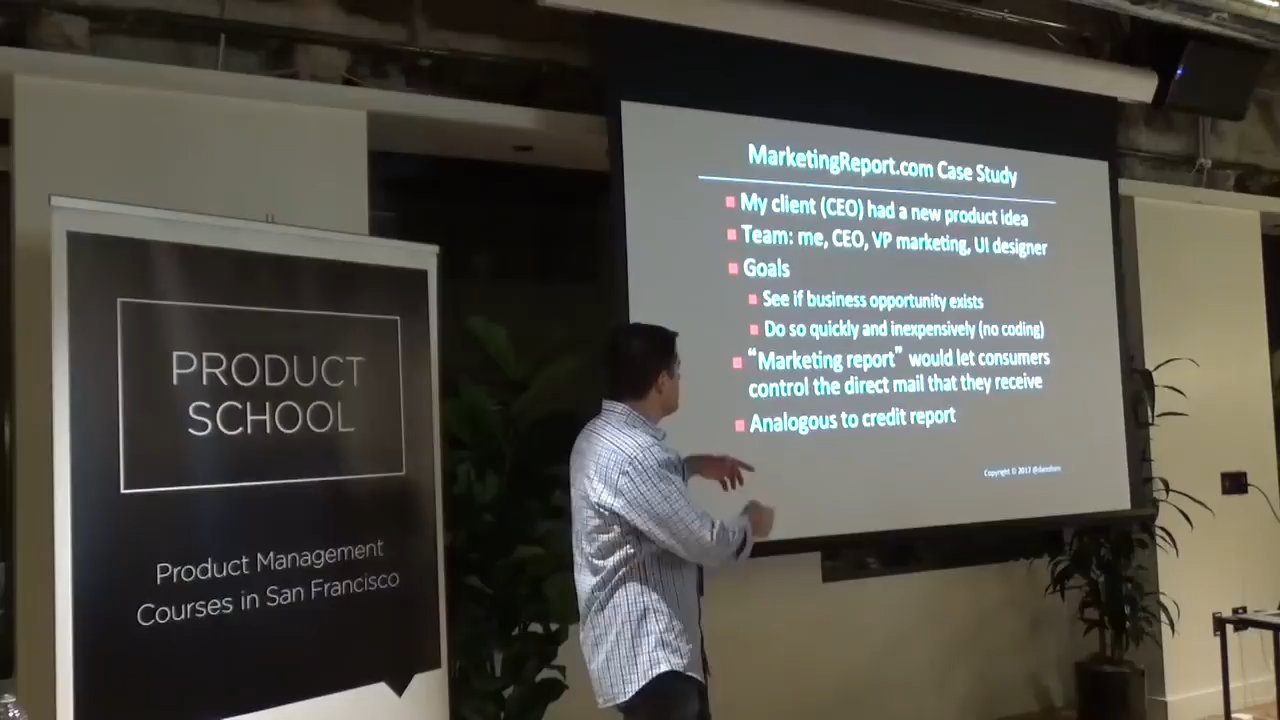 PRODUCT
SCHOOL
Product Management
Courses in San Francisco
MarketingReport.com Case Study
My client (CEO) had a new product idea
Team: me, CEO, VP marketing, UI designer
Goals
See if business opportunity exists
Do so quickly and inexpensively (no coding)
“Marketing report” would let consumers
control the direct mail that they receive
Analogous to credit report
Copyright © 2017